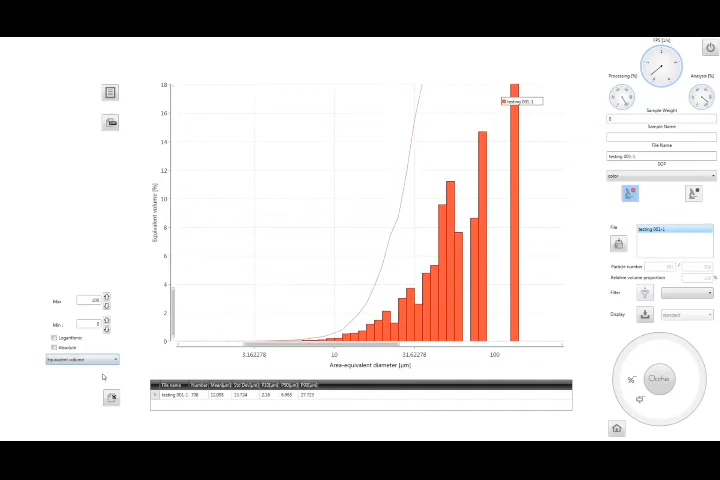 FPS [1/s]
Processing [%]
Analysis [%]
Sample Weight
0
Sample Name
File Name
testing 001-1
SOP
color
File
testing 001-1
Particle number
/
Relative volume proportion
%
Filter
Display
standard
%
Occhio
18
16
14
12
10
8
6
4
2
0
Equivalent volume [%]
testing 001-1
3.162278
10
31.62278
100
Area-equivalent diameter [µm]
Max
100
Min :
0
Logarithmic
Absolute
Equivalent volume
File name Number Mean[µm] Std Dev[µm] P10[µm] P50[µm] P90[µm]
testing 001-1 708 12.008 13.724 2.16 6.965 27.723